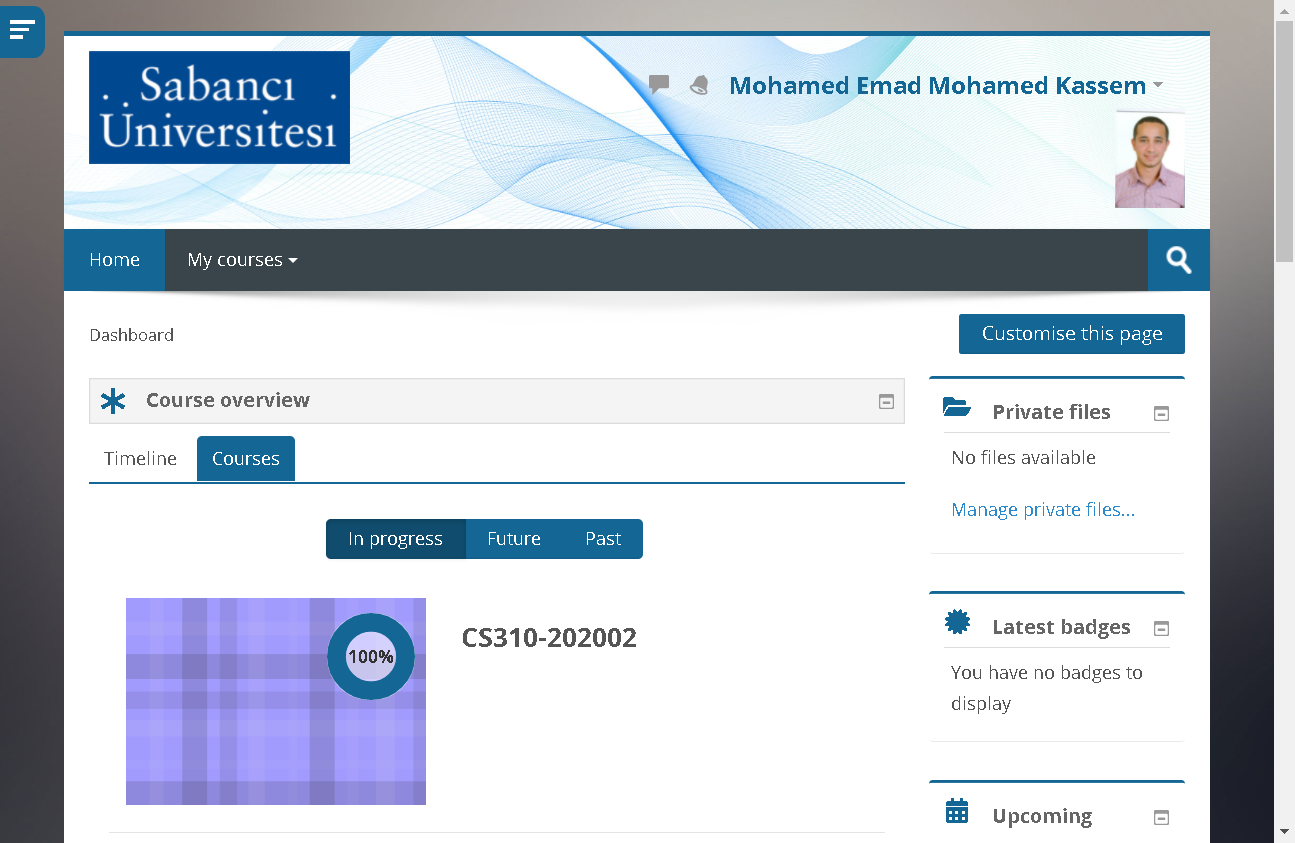 Sabancı
Üniversitesi
Mohamed Emad Mohamed Kassem
Home
My courses
Dashboard
Customise this page
Course overview
Timeline
Courses
In progress
Future
Past
100%
CS310-202002
Private files
No files available
Manage private files...
Latest badges
You have no badges to
display
Upcoming